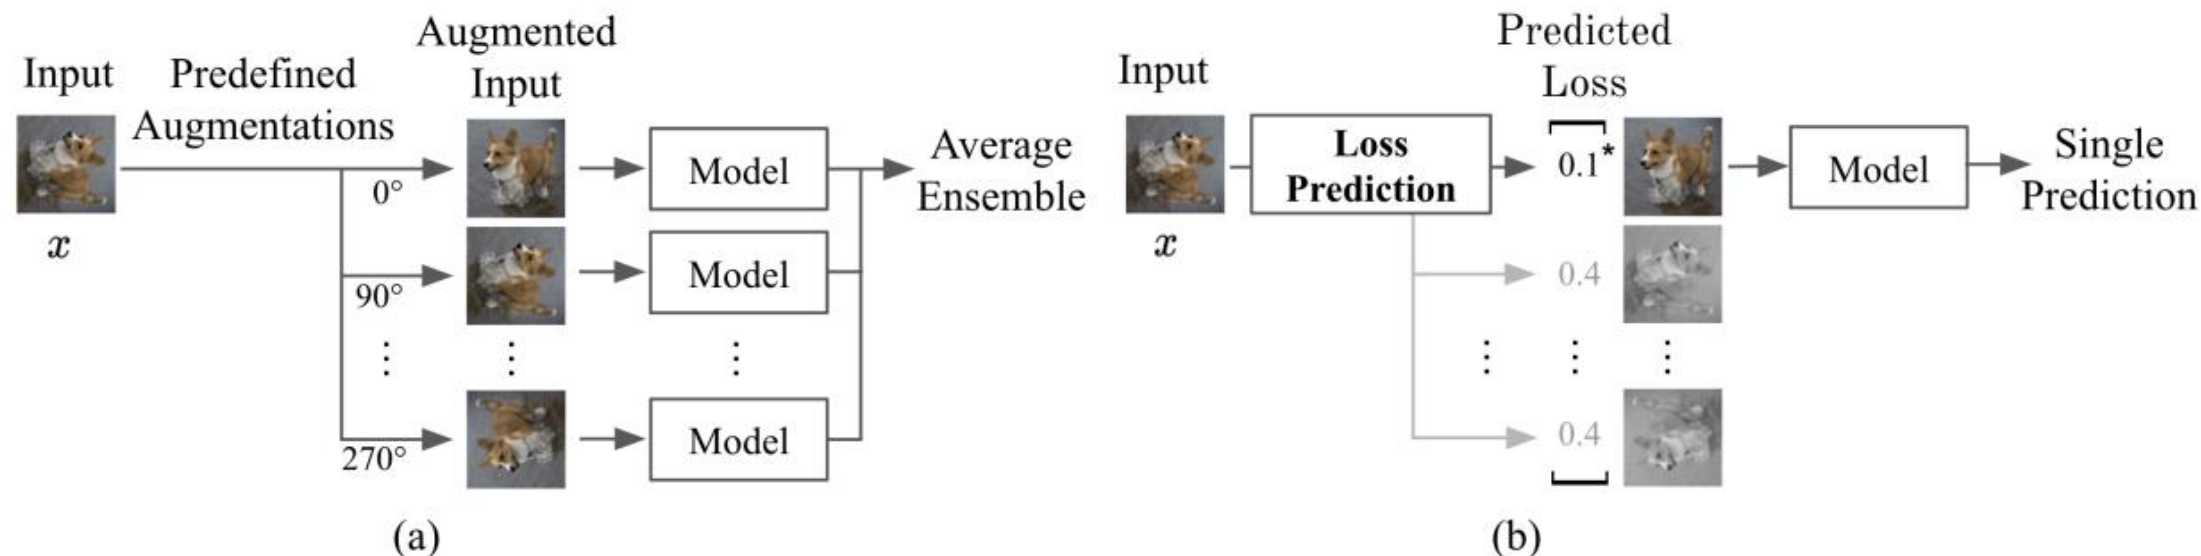 Input
Predefined
Augmentations
Augmented
Input
x
0°
90°
⋮
270°
⋮
Model
Model
⋮
Model
Average
Ensemble
(a)
Input
x
Loss
Prediction
Predicted
Loss
0.1*
0.4
⋮
⋮
⋮
0.4
Model
Single
Prediction
(b)